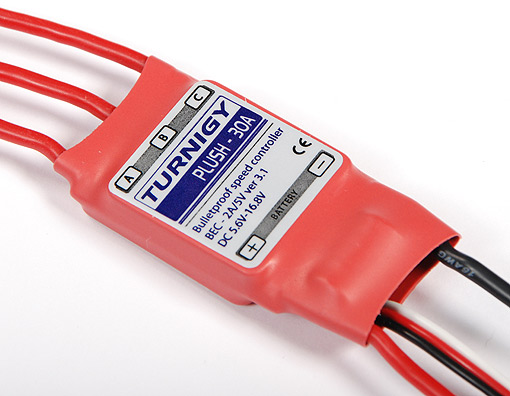 A B C
TURNIGY
PLUSH - 30A
Bulletproof speed controller
BEC - 2A/5V ver 3.1
DC 5.6V-16.8V
CE
+ BATTERY -
16AWG